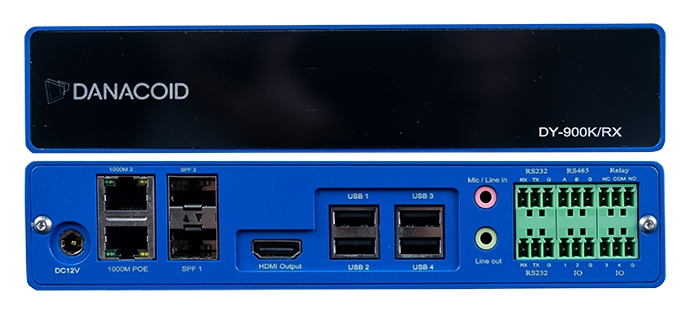 DANACOID
DY-900K/RX
1000M 2
SPF 2
USB 1
USB 3
Mic / Line in
RS232
RS485
Relay
RX TX G A B G NC COM NO
DC12V
1000M POE
SPF 1
HDMI Output
USB 2
USB 4
Line out
RX TX G 1 2 G 3 4 G
RS232
IO
IO